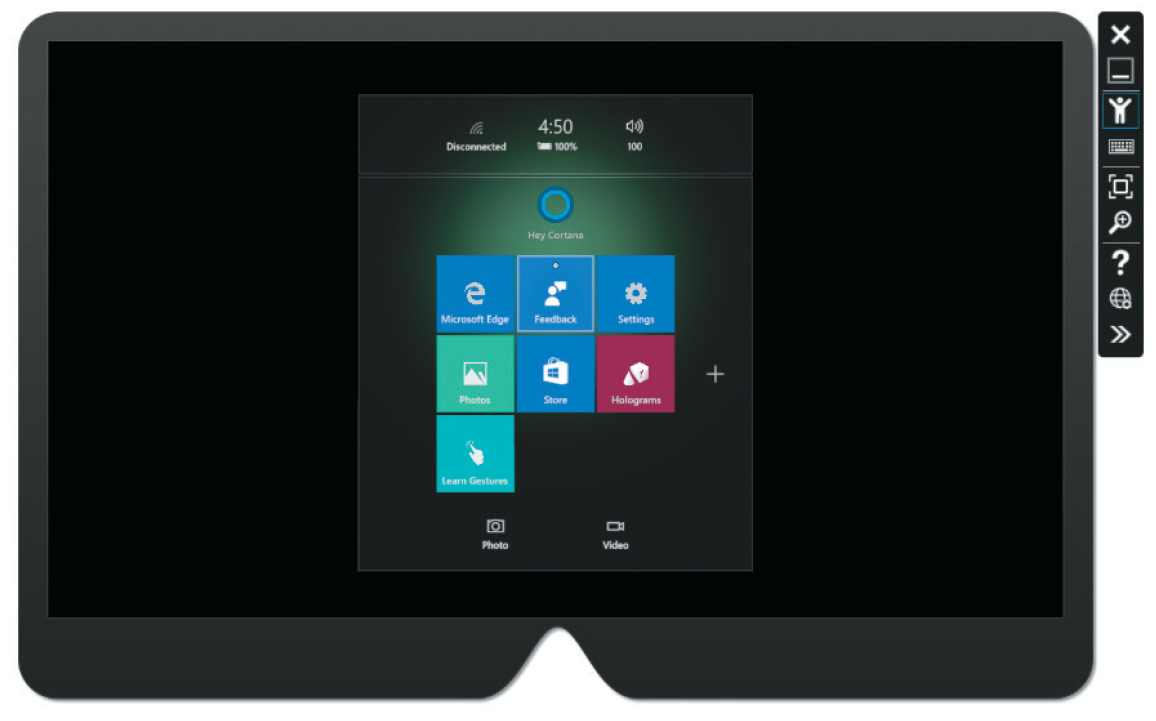 4:50
Disconnected 100% 100
Hey Cortana
Microsoft Edge Feedback Settings
Photos Store Holograms
Learn Gestures
Photo Video